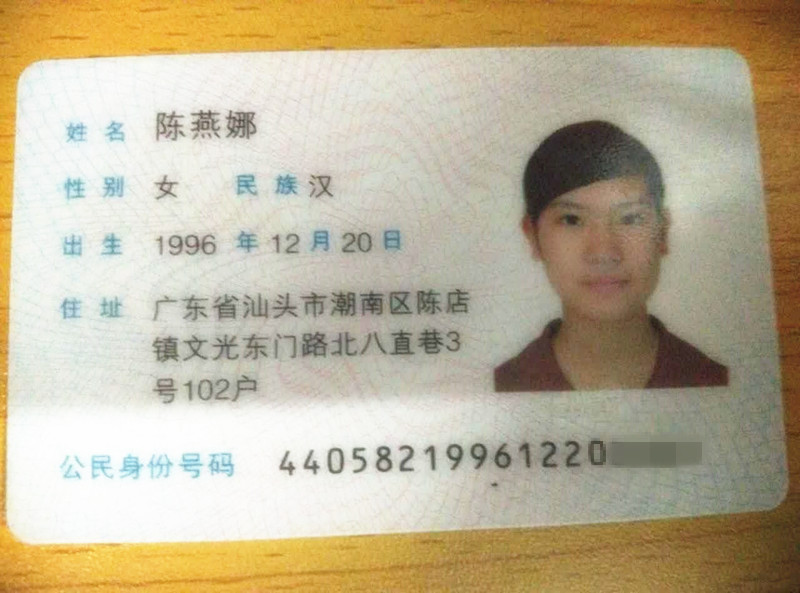 姓名 陈燕娜
性别 女 民族 汉
出生 1996 年 12 月 20 日
住址 广东省汕头市潮南区陈店
镇文光东门路北八直巷3
号102户
公民身份号码 44058219961220